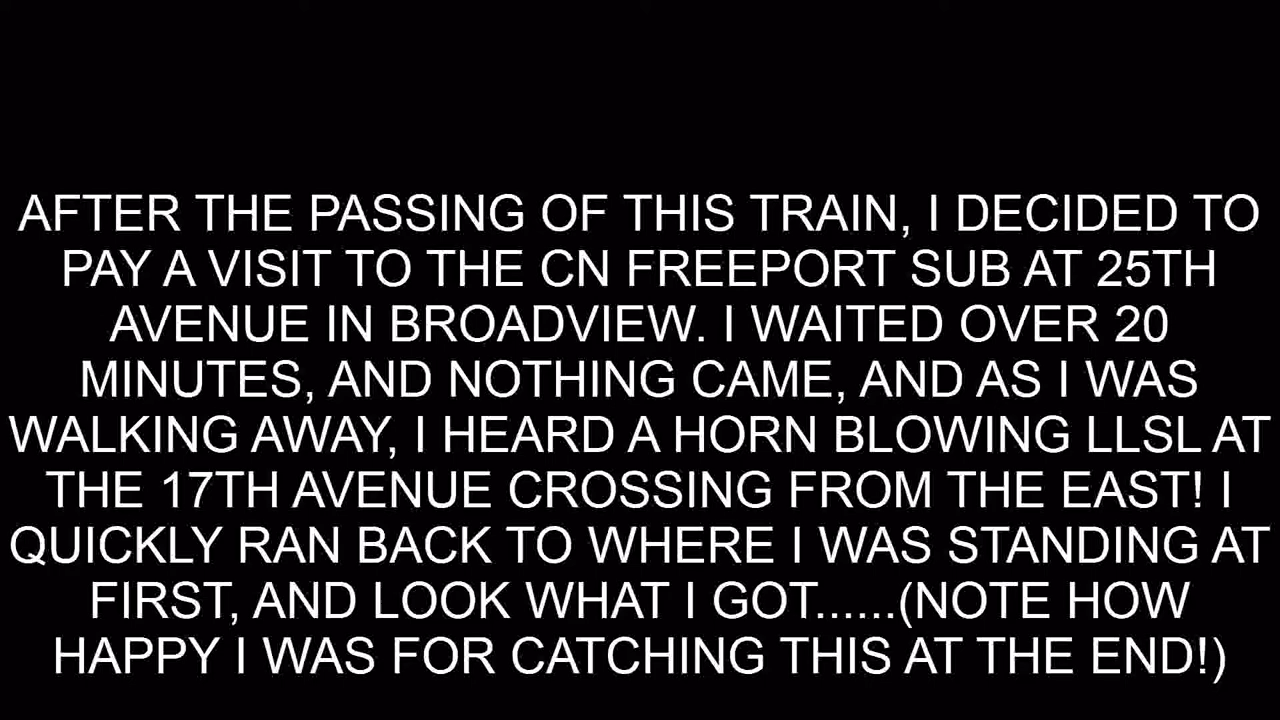 AFTER THE PASSING OF THIS TRAIN, I DECIDED TO
PAY A VISIT TO THE CN FREEPORT SUB AT 25TH
AVENUE IN BROADVIEW. I WAITED OVER 20
MINUTES, AND NOTHING CAME, AND AS I WAS
WALKING AWAY, I HEARD A HORN BLOWING LLSL AT
THE 17TH AVENUE CROSSING FROM THE EAST! I
QUICKLY RAN BACK TO WHERE I WAS STANDING AT
FIRST, AND LOOK WHAT I GOT......(NOTE HOW
HAPPY I WAS FOR CATCHING THIS AT THE END!)